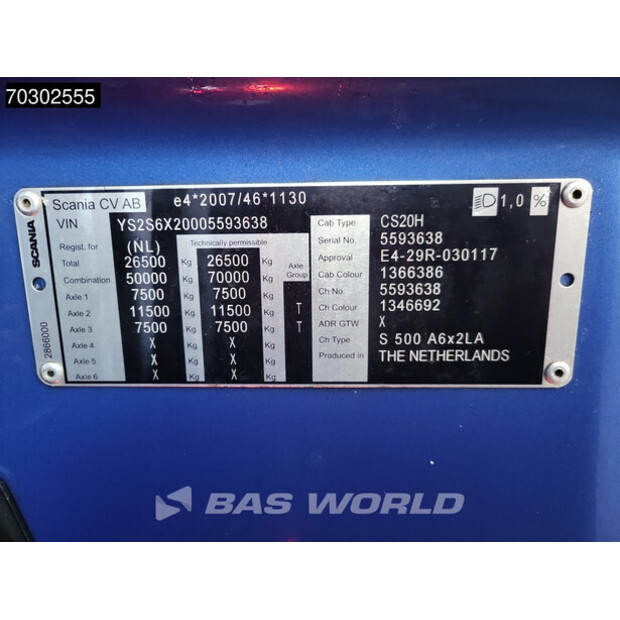 70302555
Scania CV AB e4*2007/46*1130 1,0 %
VIN YS2S6X20005593638
SCANIA
2866000
Regist. for (NL) Technically permissible
Total 26500 Kg 26500 Kg Axle Group
Combination 50000 Kg 70000 Kg
Axle 1 7500 Kg 7500 Kg
Axle 2 11500 Kg 11500 Kg T
Axle 3 7500 Kg 7500 Kg T
Axle 4 X Kg X Kg
Axle 5 X Kg X Kg
Axle 6 X Kg X Kg
Cab Type CS20H
Serial No. 5593638
Approval E4-29R-030117
Cab Colour 1366386
Ch No. 5593638
Ch Colour 1346692
ADR GTW X
Ch Type S 500 A6x2LA
Produced in THE NETHERLANDS
BAS WORLD